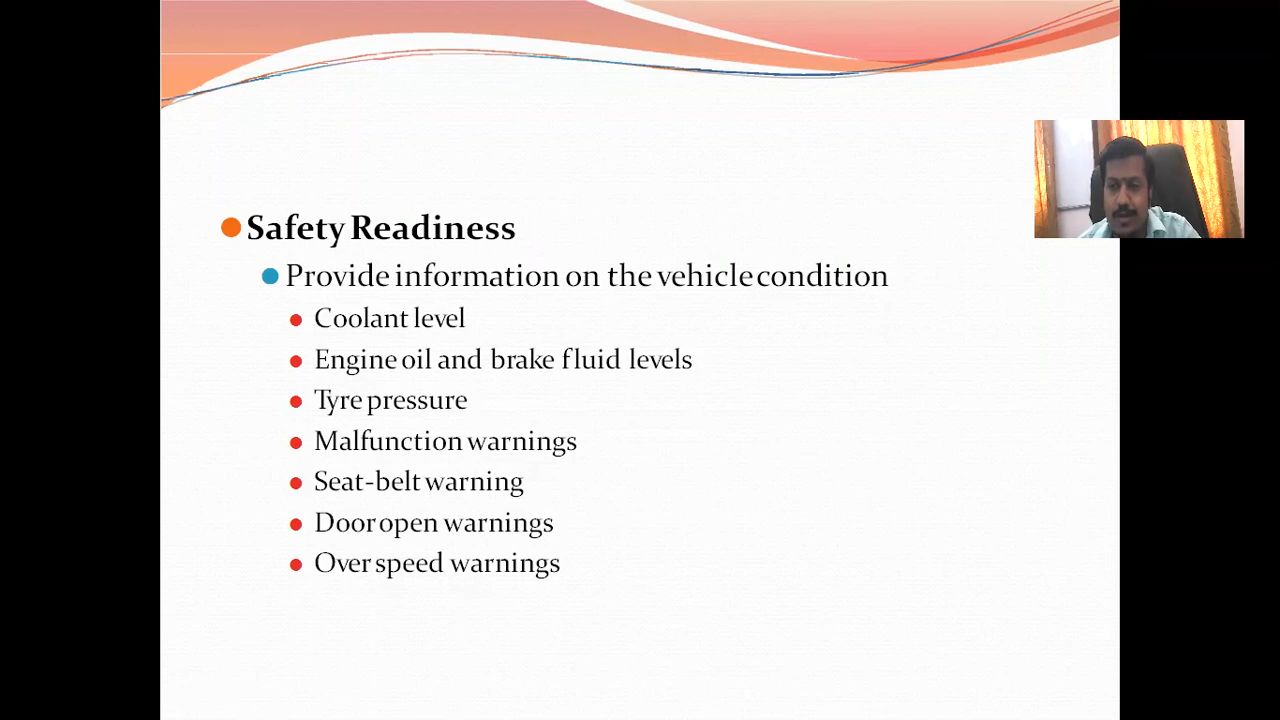 Safety Readiness
Provide information on the vehicle condition
Coolant level
Engine oil and brake fluid levels
Tyre pressure
Malfunction warnings
Seat-belt warning
Door open warnings
Over speed warnings